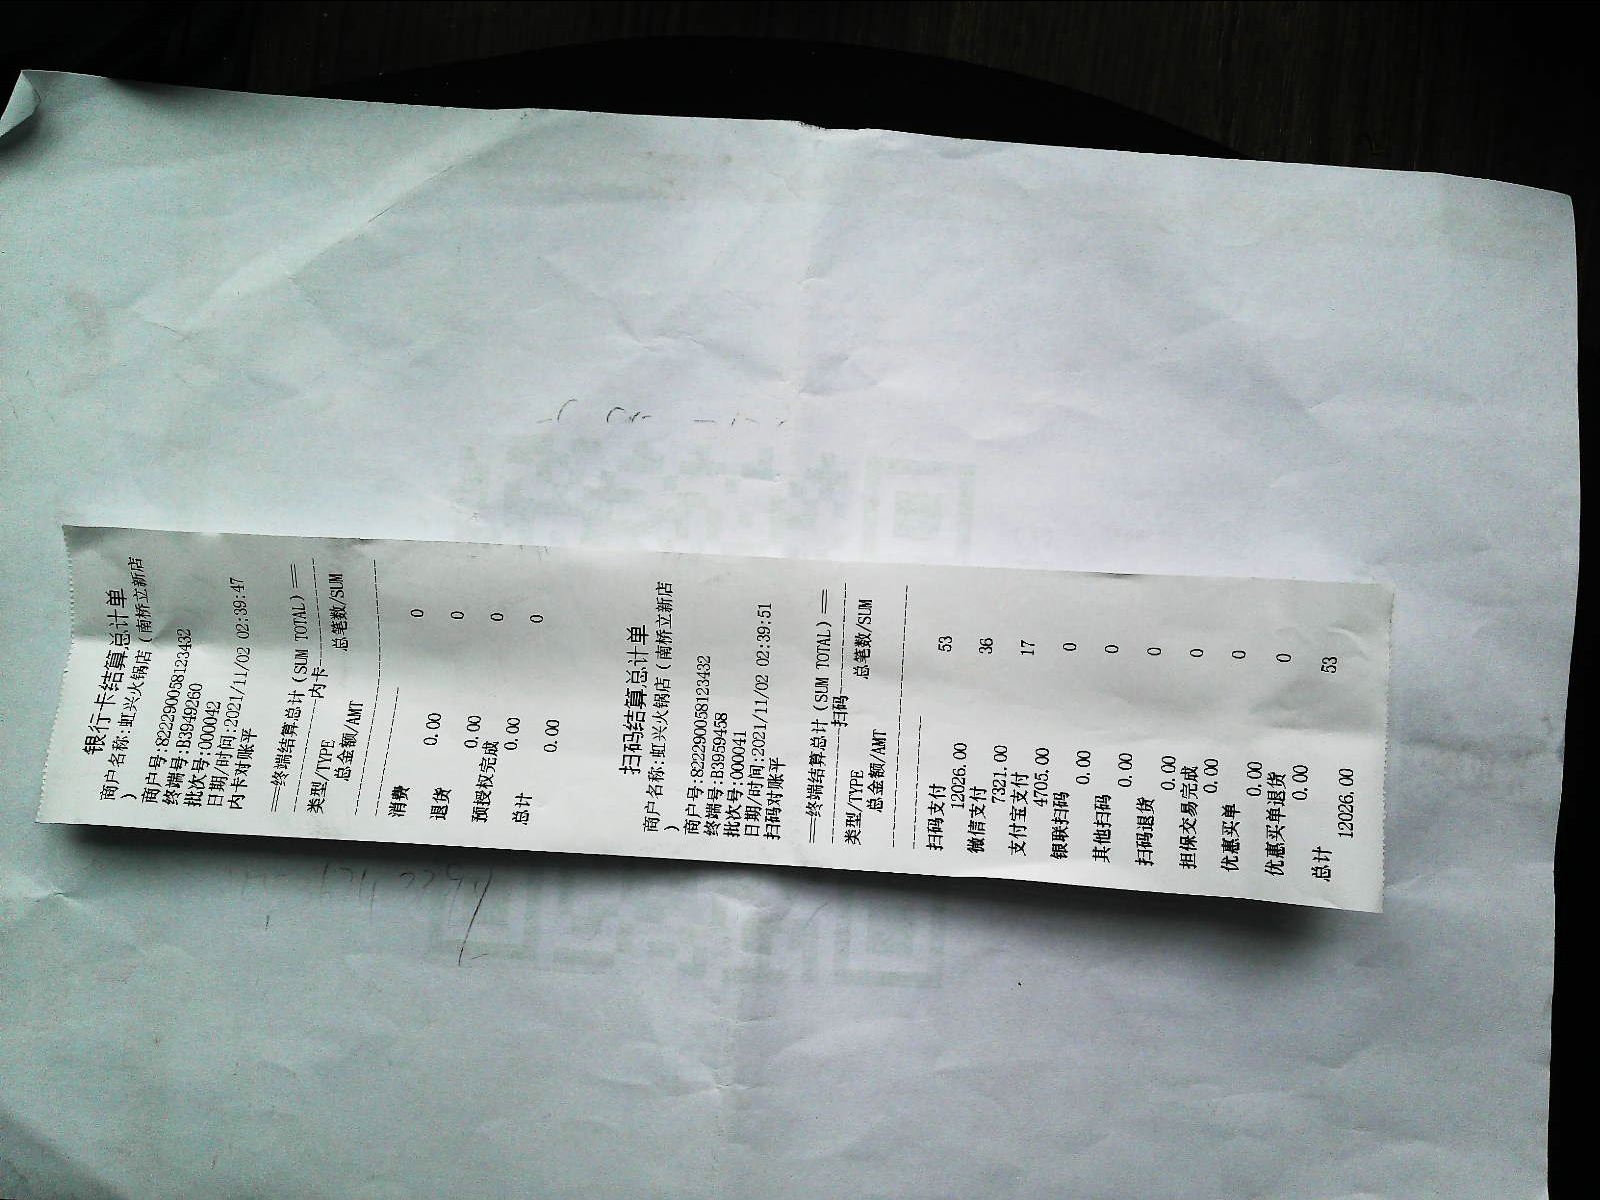 银行卡结算总计单
商户名称:虹兴火锅店(南桥立新店
)
商户号:822290058123432
终端号:B3949260
批次号:000042
日期/时间:2021/11/02 02:39:47
内卡对账平
==终端结算总计(SUM TOTAL)==
内卡
类型/TYPE 总笔数/SUM
总金额/AMT
消费 0
0.00
退货 0
0.00
预授权完成 0
0.00
总计 0
0.00
扫码结算总计单
商户名称:虹兴火锅店(南桥立新店
)
商户号:822290058123432
终端号:B3959458
批次号:000041
日期/时间:2021/11/02 02:39:51
扫码对账平
==终端结算总计(SUM TOTAL)==
扫码
类型/TYPE 总笔数/SUM
总金额/AMT
扫码支付 53
12026.00
微信支付 36
7321.00
支付宝支付 17
4705.00
银联扫码 0
0.00
其他扫码 0
0.00
扫码退货 0
0.00
担保交易完成 0
0.00
优惠买单 0
0.00
优惠买单退货 0
0.00
总计 53
12026.00